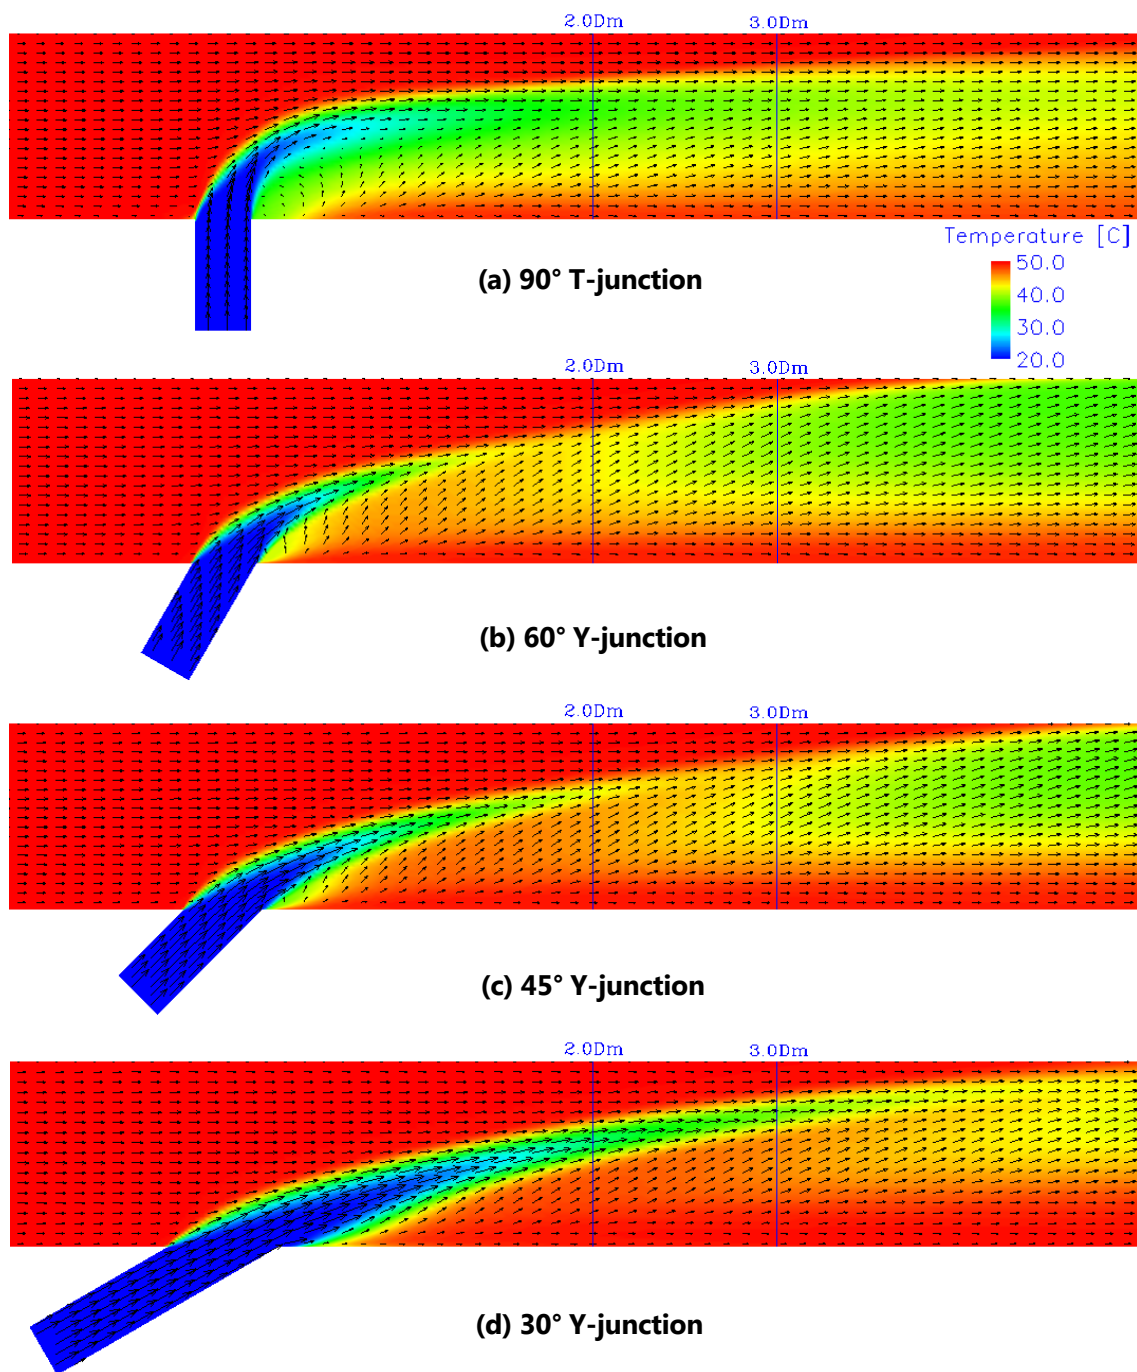 2.0Dm 3.0Dm
Temperature [C]
50.0
40.0
30.0
20.0
(a) 90° T-junction
2.0Dm 3.0Dm
(b) 60° Y-junction
2.0Dm 3.0Dm
(c) 45° Y-junction
2.0Dm 3.0Dm
(d) 30° Y-junction